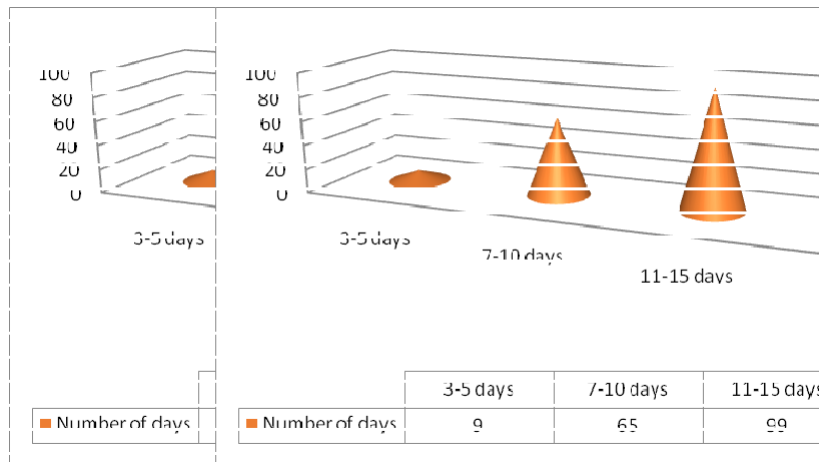 100
80
60
40
20
0
3-5 days
100
80
60
40
20
0
3-5 days
7-10 days
11-15 days
3-5 days 7-10 days 11-15 days
Number of days
Number of days 9 65 99